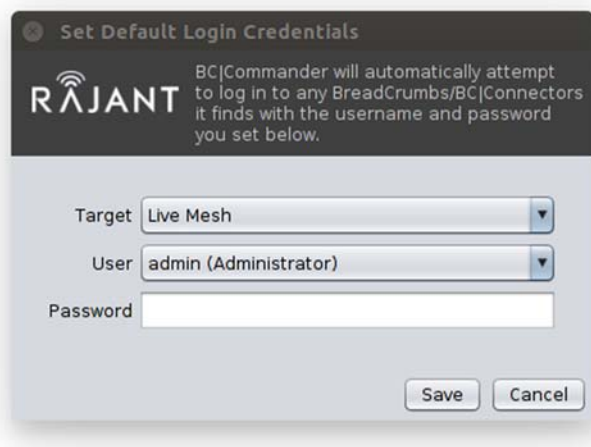 Set Default Login Credentials
RAJANT
BC|Commander will automatically attempt
to log in to any BreadCrumbs/BC|Connectors
it finds with the username and password
you set below.
Target Live Mesh
User admin (Administrator)
Password
Save Cancel